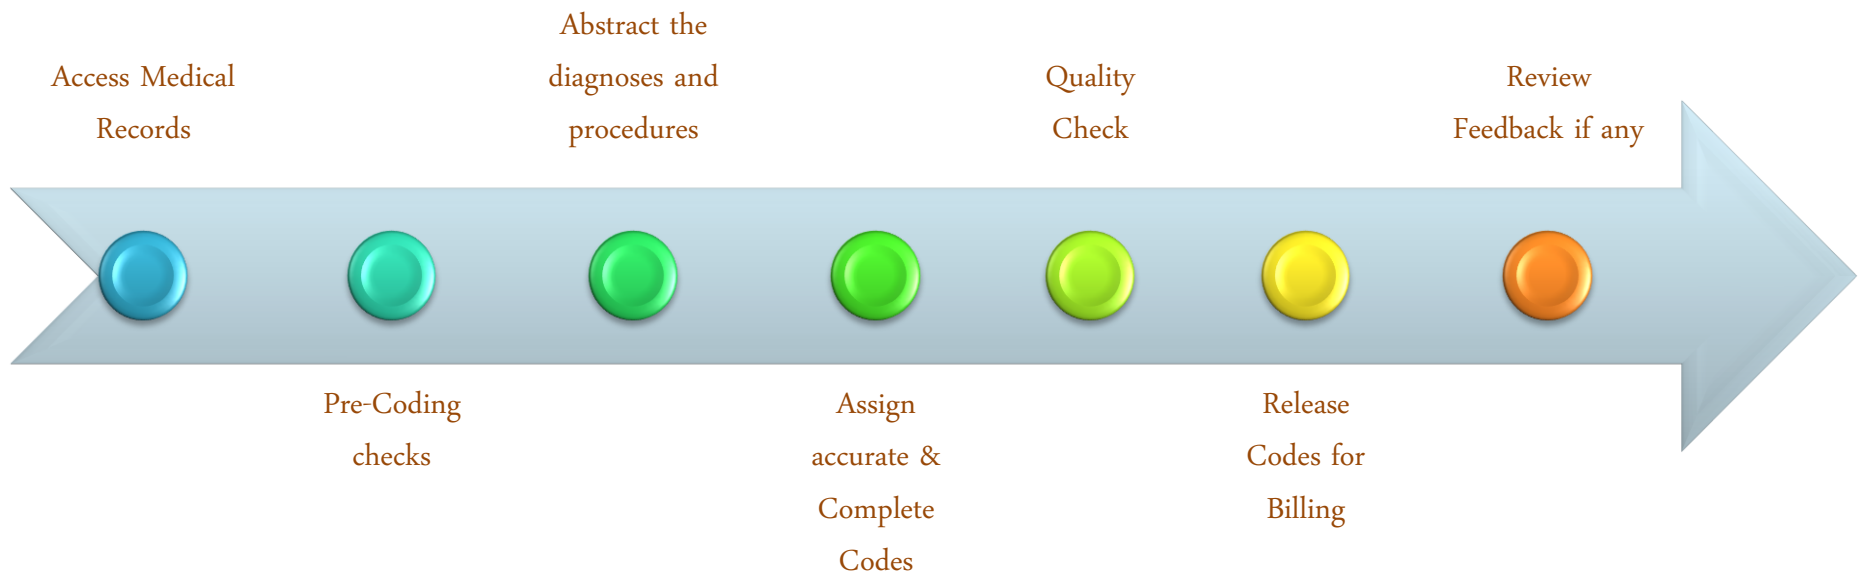 Access Medical
Records
Pre-Coding
checks
Abstract the
diagnoses and
procedures
Assign
accurate &
Complete
Codes
Quality
Check
Release
Codes for
Billing
Review
Feedback if any